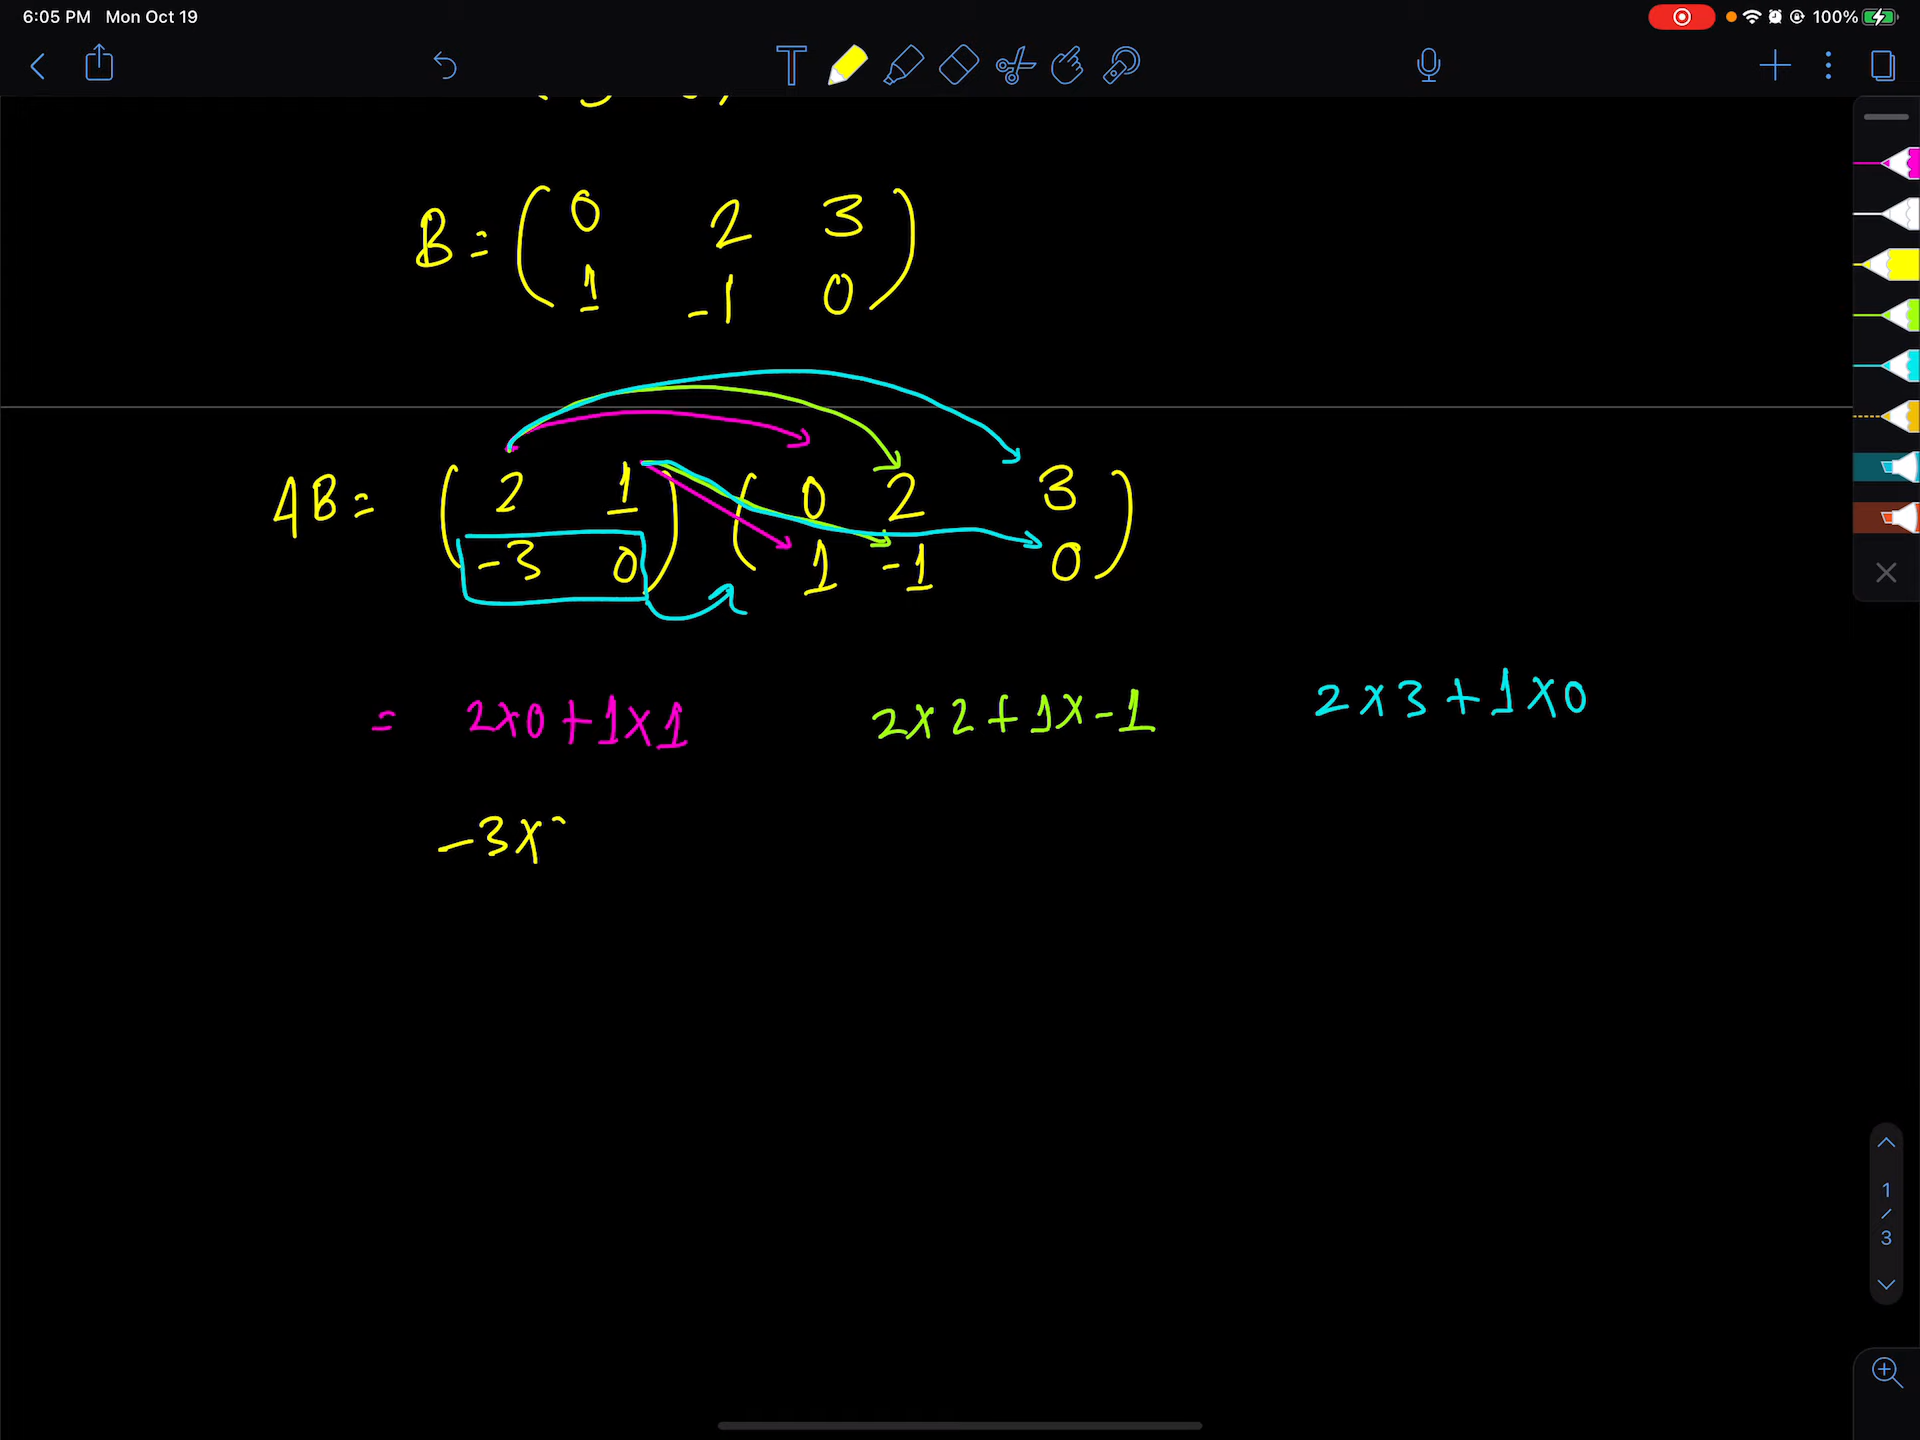 6:05 PM Mon Oct 19 100%
B = ( 0 2 3
1 -1 0 )
AB = ( 2 1 ) ( 0 2 3 )
-3 0 1 -1 0
= 2x0+1x1 2x2+1x-1 2x3+1x0
-3x
1
/
3